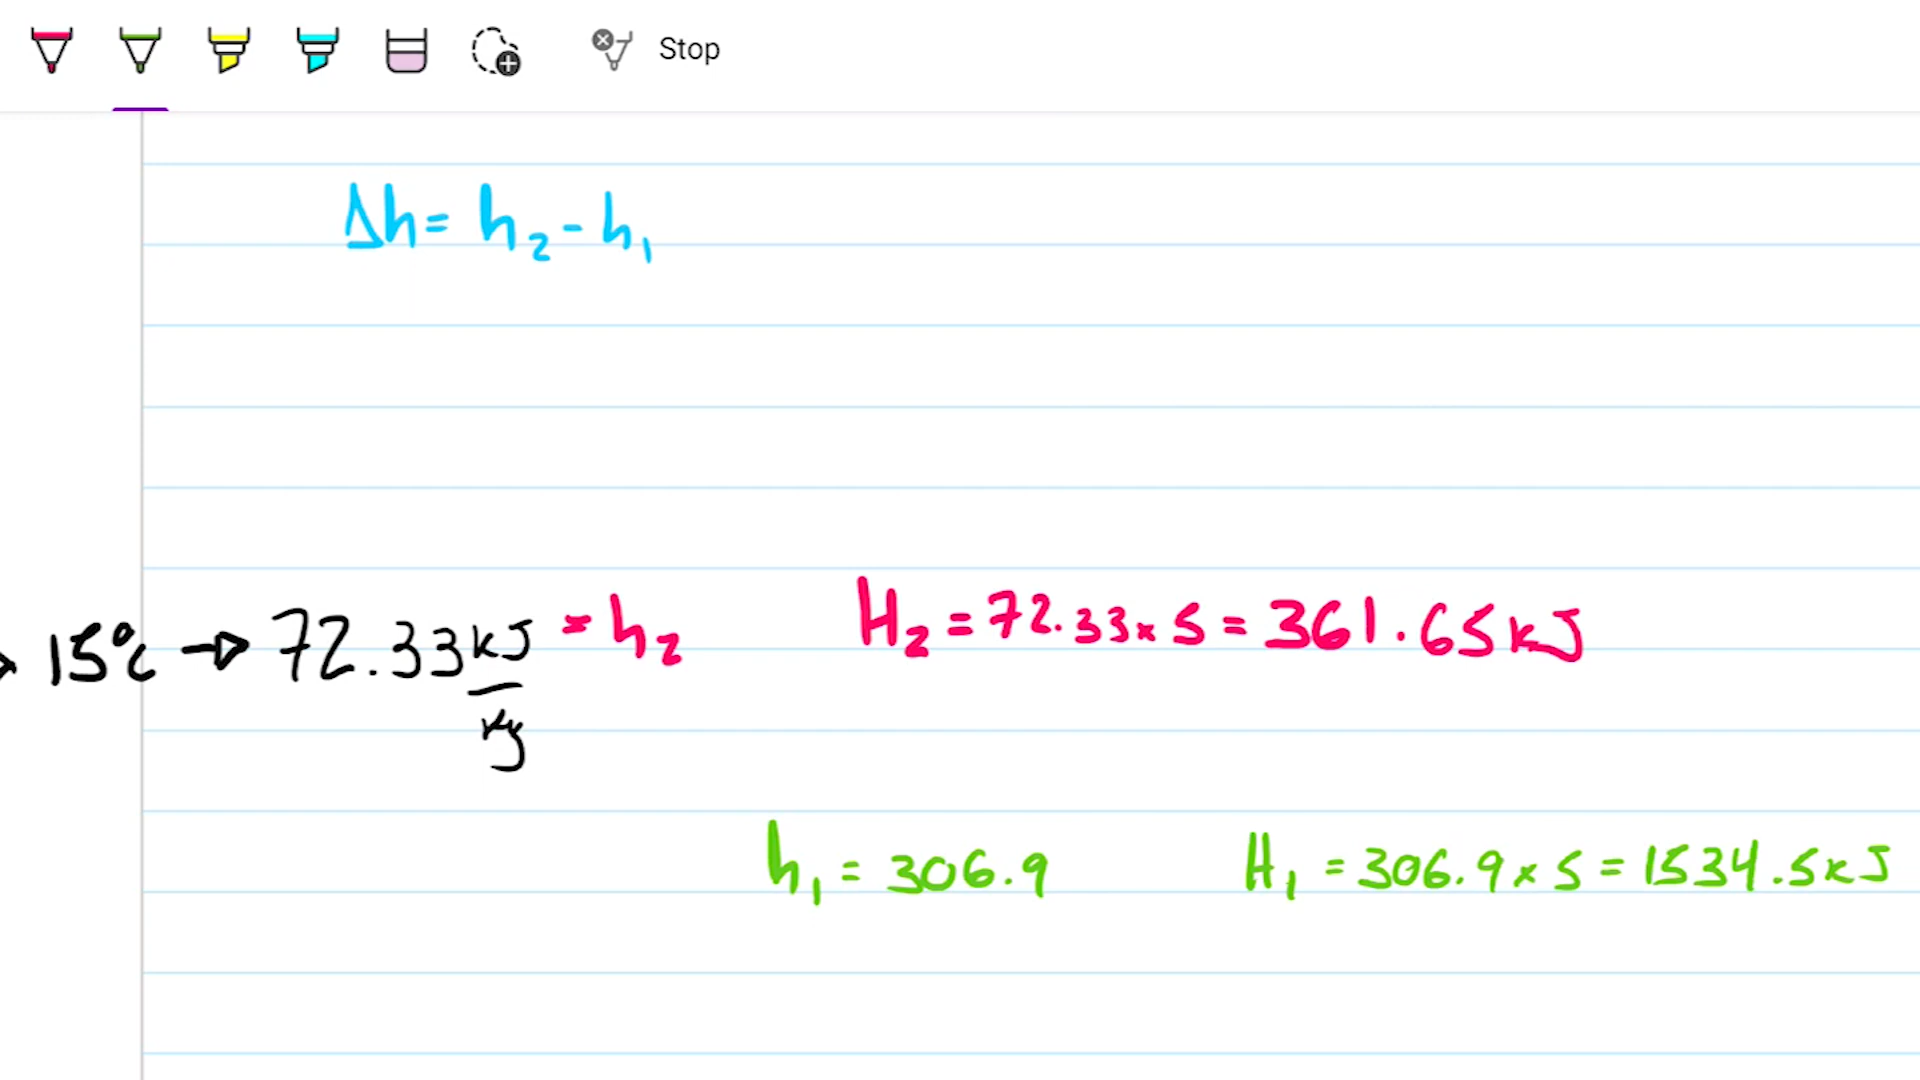 Stop
Δh = h₂ - h₁
15°C → 72.33 kJ/kg = h₂ H₂ = 72.33 x 5 = 361.65 kJ
h₁ = 306.9 H₁ = 306.9 x 5 = 1534.5 kJ